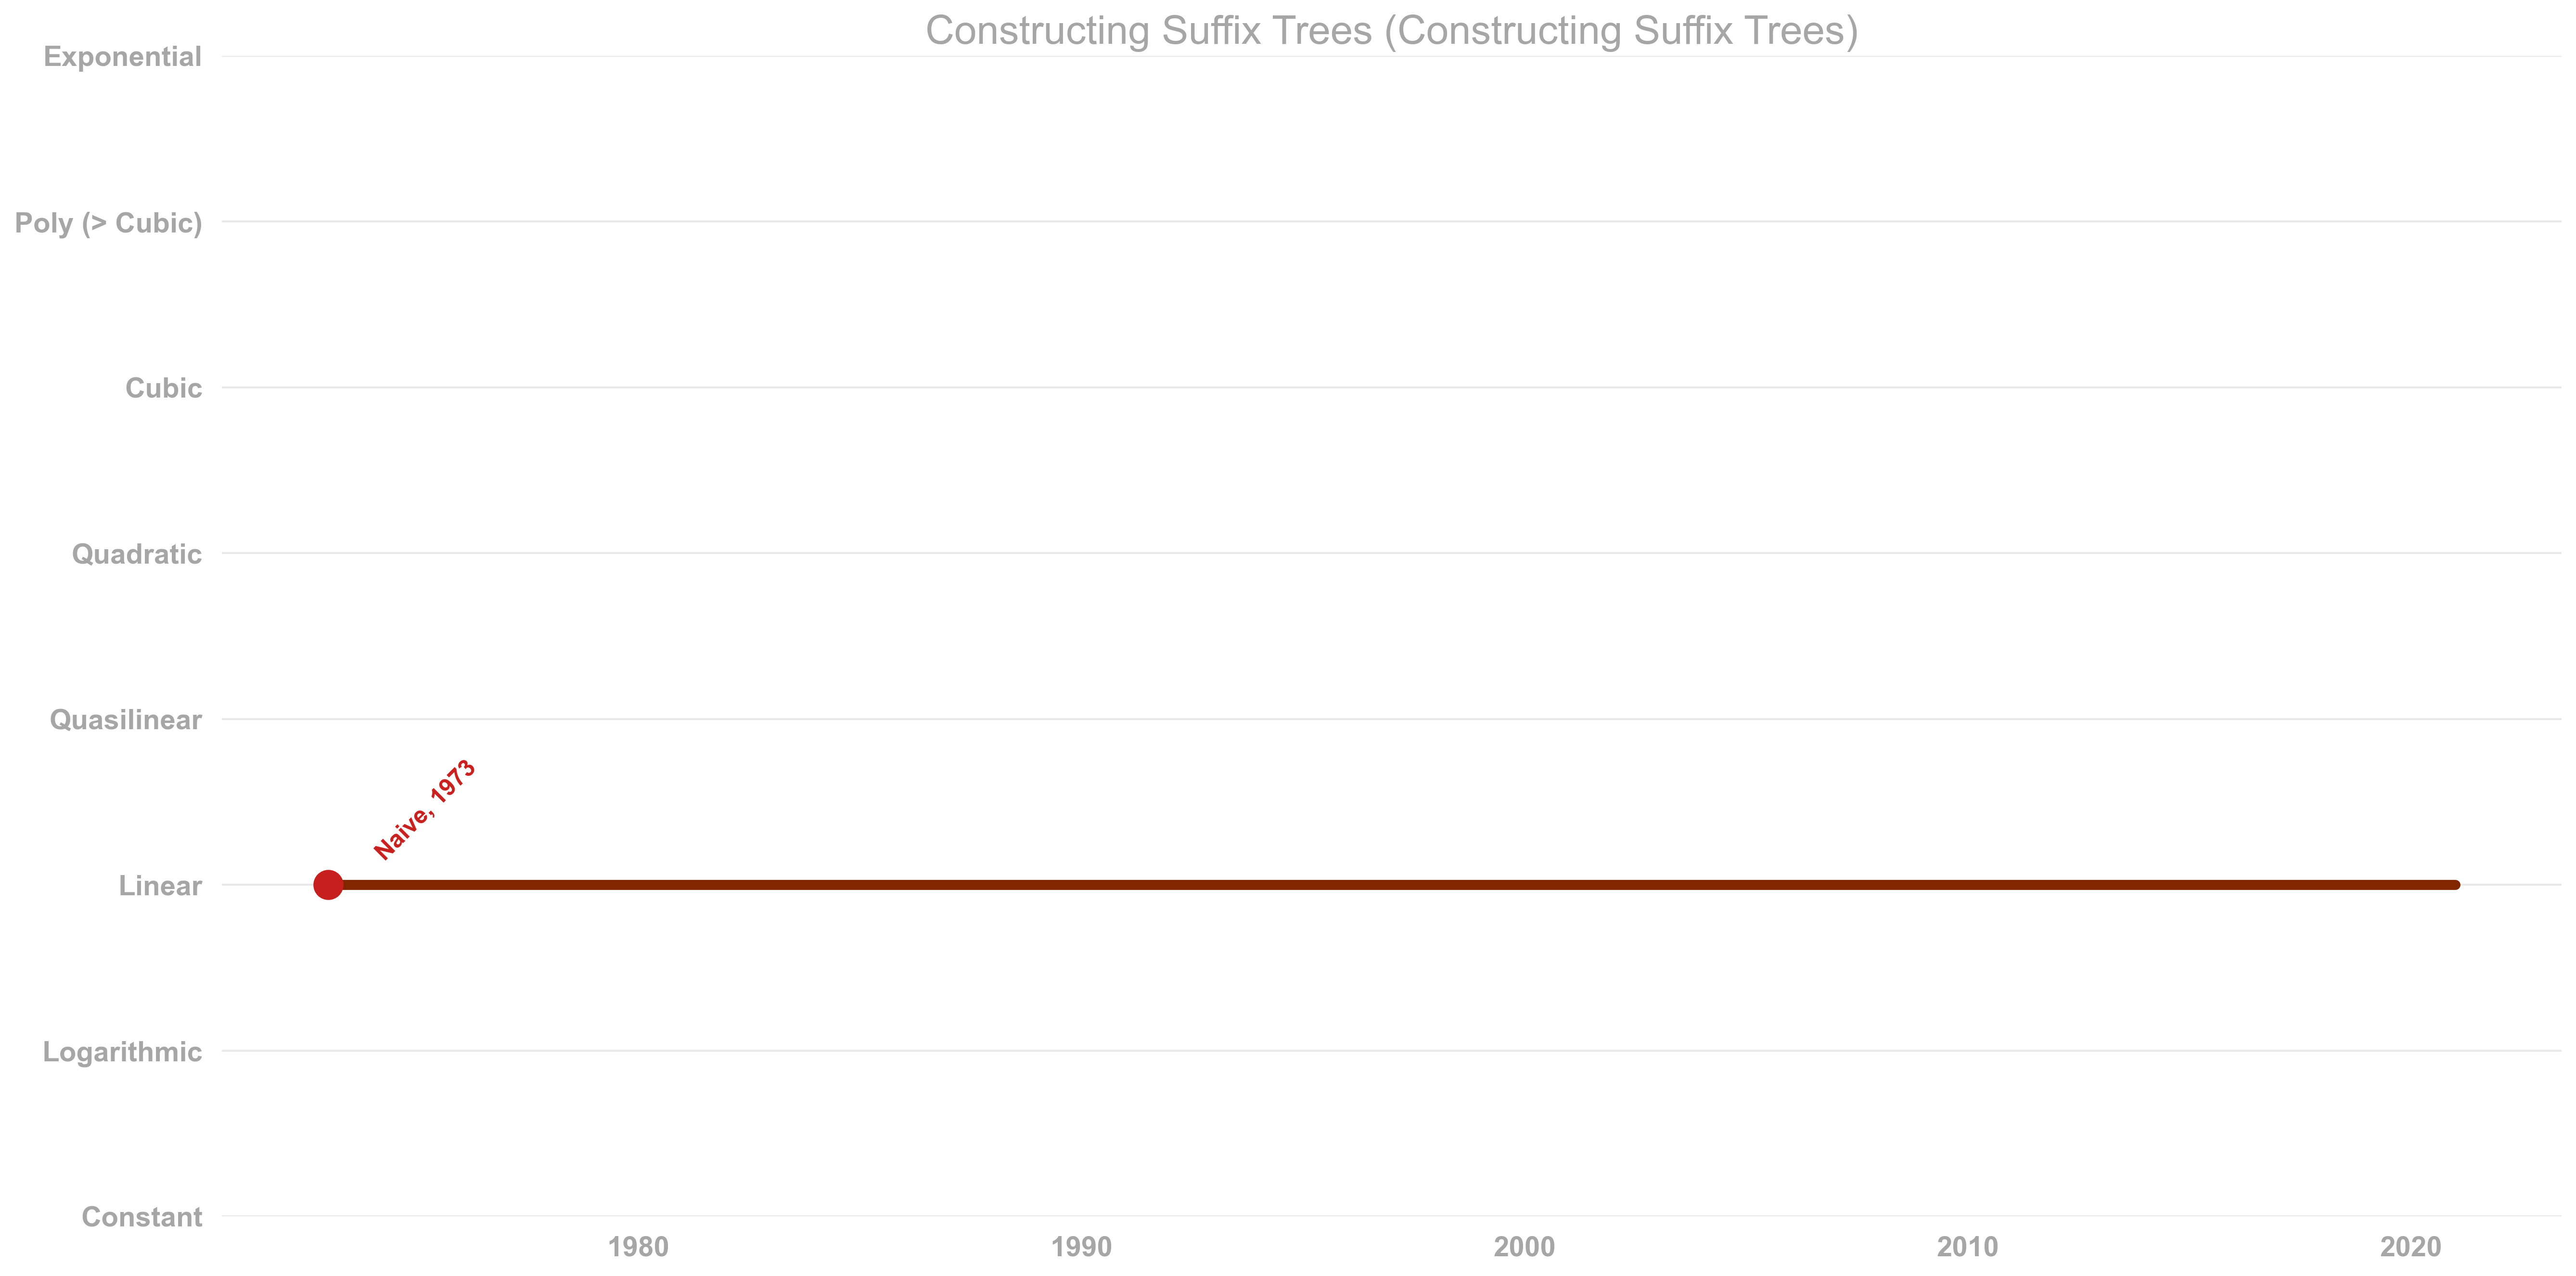 Constructing Suffix Trees (Constructing Suffix Trees)
Exponential
Poly (> Cubic)
Cubic
Quadratic
Quasilinear
Naive, 1973
Linear
Logarithmic
Constant
1980 1990 2000 2010 2020